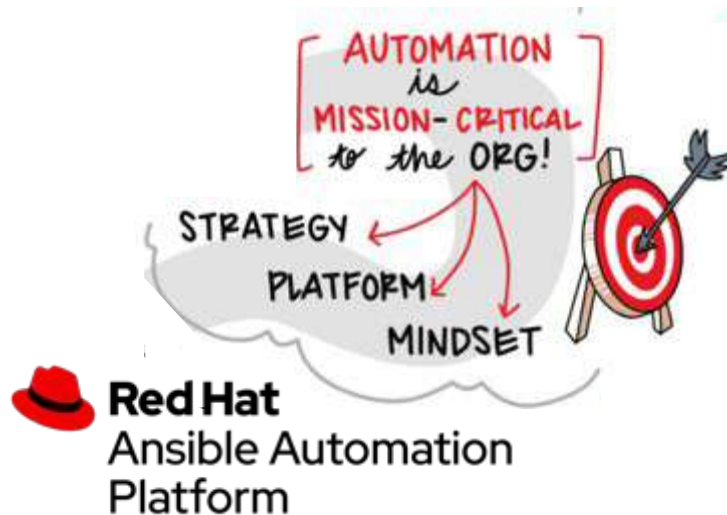 AUTOMATION
is
MISSION-CRITICAL
to the ORG!
STRATEGY
PLATFORM
MINDSET
Red Hat
Ansible Automation
Platform